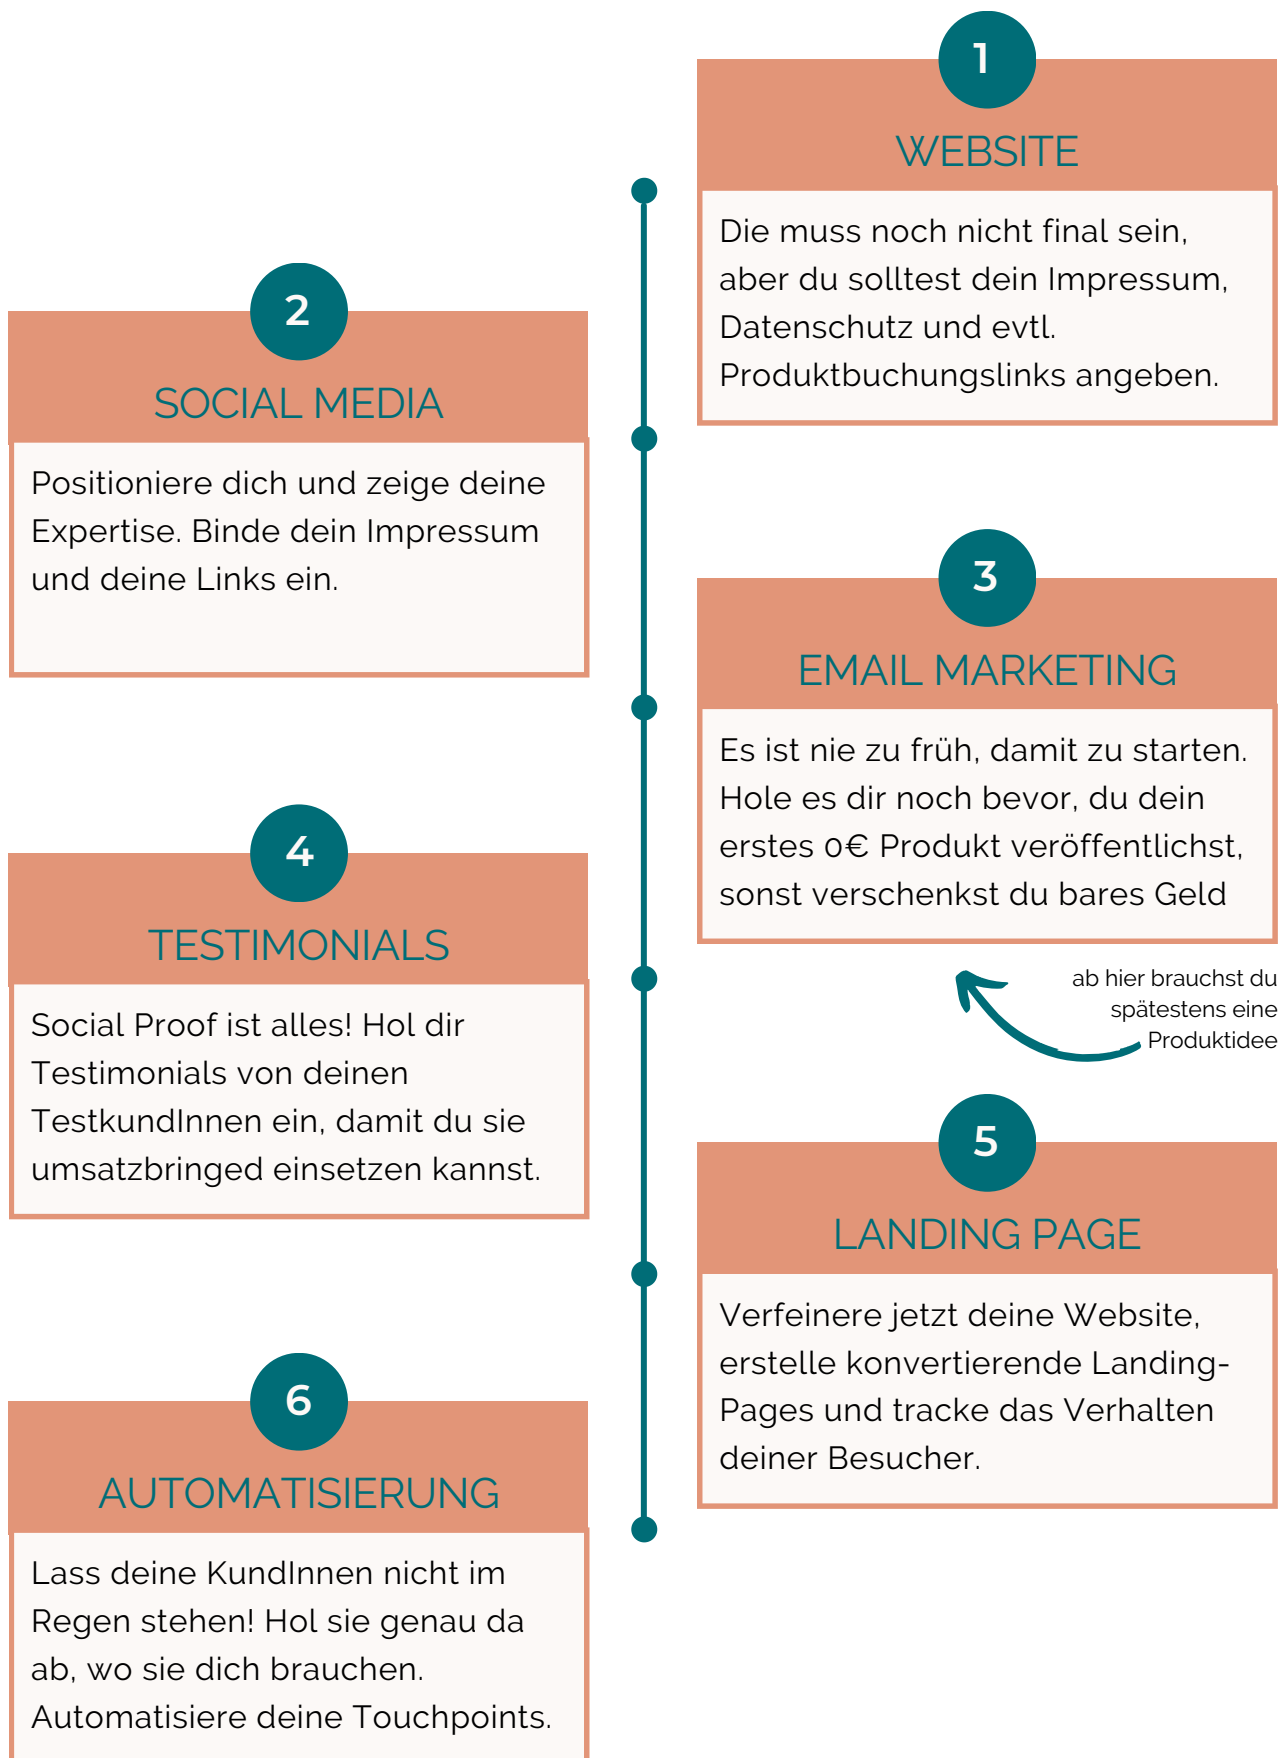 1
WEBSITE
Die muss noch nicht final sein,
aber du solltest dein Impressum,
Datenschutz und evtl.
Produktbuchungslinks angeben.
2
SOCIAL MEDIA
Positioniere dich und zeige deine
Expertise. Binde dein Impressum
und deine Links ein.
3
EMAIL MARKETING
Es ist nie zu früh, damit zu starten.
Hole es dir noch bevor, du dein
erstes 0€ Produkt veröffentlichst,
sonst verschenkst du bares Geld
ab hier brauchst du
spätestens eine
Produktidee
4
TESTIMONIALS
Social Proof ist alles! Hol dir
Testimonials von deinen
TestkundInnen ein, damit du sie
umsatzbringed einsetzen kannst.
5
LANDING PAGE
Verfeinere jetzt deine Website,
erstelle konvertierende Landing-
Pages und tracke das Verhalten
deiner Besucher.
6
AUTOMATISIERUNG
Lass deine KundInnen nicht im
Regen stehen! Hol sie genau da
ab, wo sie dich brauchen.
Automatisiere deine Touchpoints.